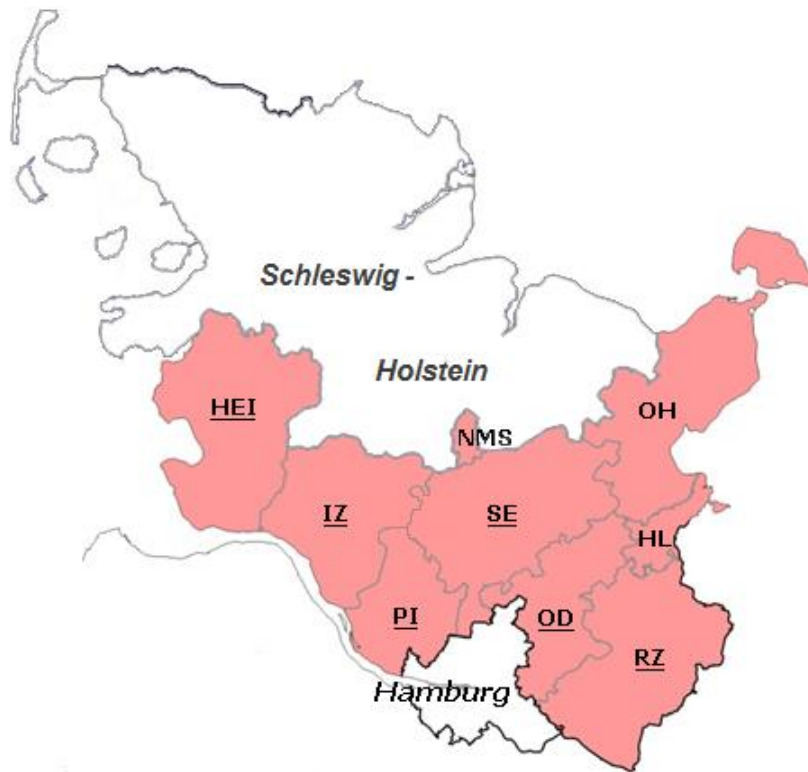 Schleswig -
Holstein
HEI
OH
NMS
IZ
SE
HL
PI
OD
RZ
Hamburg